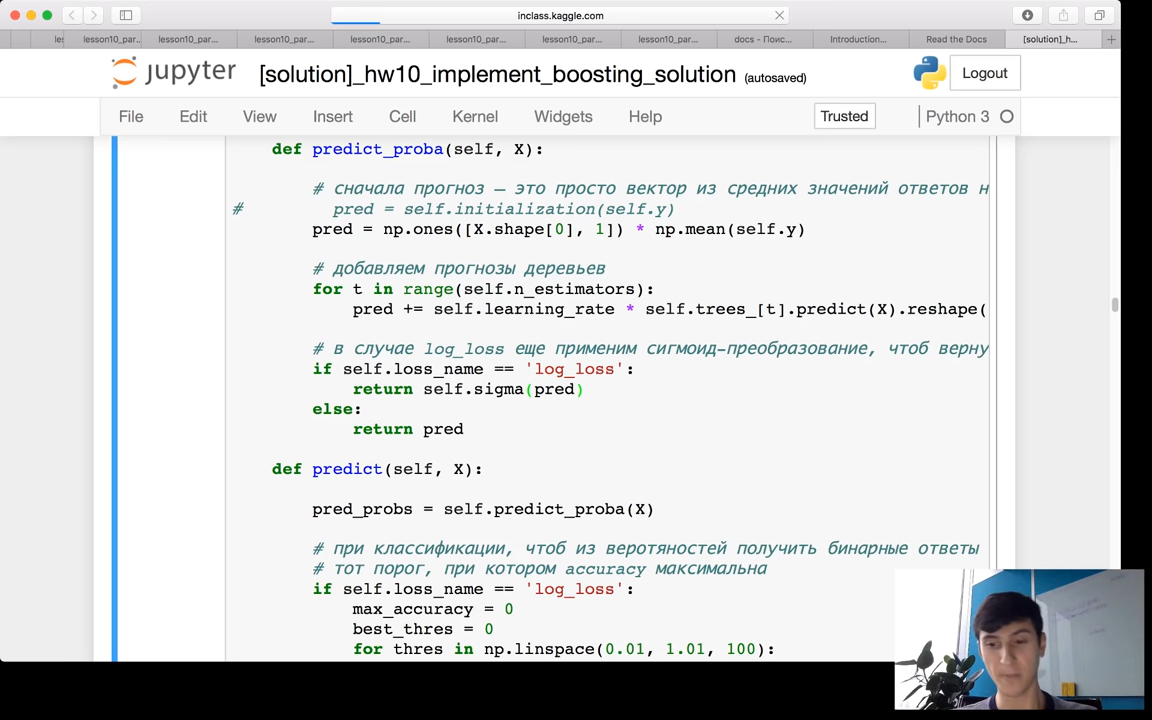 inclass.kaggle.com
lesson10_par...
lesson10_par...
lesson10_par...
lesson10_par...
lesson10_par...
lesson10_par...
lesson10_par...
docs - Поис...
Introduction...
Read the Docs
[solution]_h...
jupyter [solution]_hw10_implement_boosting_solution (autosaved) Logout
File Edit View Insert Cell Kernel Widgets Help Trusted Python 3
def predict_proba(self, X):
# сначала прогноз – это просто вектор из средних значений ответов н
# pred = self.initialization(self.y)
pred = np.ones([X.shape[0], 1]) * np.mean(self.y)
# добавляем прогнозы деревьев
for t in range(self.n_estimators):
pred += self.learning_rate * self.trees_[t].predict(X).reshape(
# в случае log_loss еще применим сигмоид-преобразование, чтоб верну
if self.loss_name == 'log_loss':
return self.sigma(pred)
else:
return pred
def predict(self, X):
pred_probs = self.predict_proba(X)
# при классификации, чтоб из веротяностей получить бинарные ответы
# тот порог, при котором accuracy максимальна
if self.loss_name == 'log_loss':
max_accuracy = 0
best_thres = 0
for thres in np.linspace(0.01, 1.01, 100):